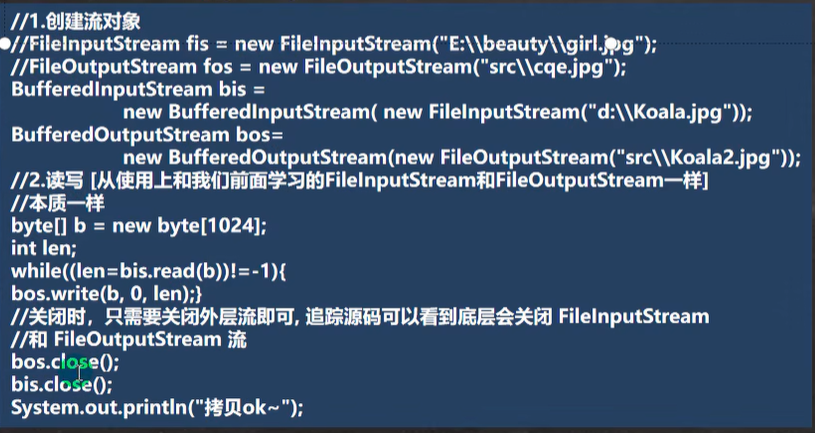 //1.创建流对象
//FileInputStream fis = new FileInputStream("E:\\beauty\\girl.jpg");
//FileOutputStream fos = new FileOutputStream("src\\cqe.jpg");
BufferedInputStream bis =
new BufferedInputStream( new FileInputStream("d:\\Koala.jpg"));
BufferedOutputStream bos=
new BufferedOutputStream(new FileOutputStream("src\\Koala2.jpg"));
//2.读写 [从使用上和我们前面学习的FileInputStream和FileOutputStream一样]
//本质一样
byte[] b = new byte[1024];
int len;
while((len=bis.read(b))!=-1){
bos.write(b, 0, len);}
//关闭时，只需要关闭外层流即可, 追踪源码可以看到底层会关闭 FileInputStream
//和 FileOutputStream 流
bos.close();
bis.close();
System.out.println("拷贝ok~");